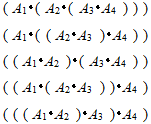 ( A1• ( A2• ( A3• A4 ) ) )
( A1• ( ( A2•A3 )•A4 ) )
( ( A1•A2 )•( A3•A4 ) )
( ( A1•( A2•A3 ))•A4 )
( ( ( A1•A2 )•A3 )•A4 )